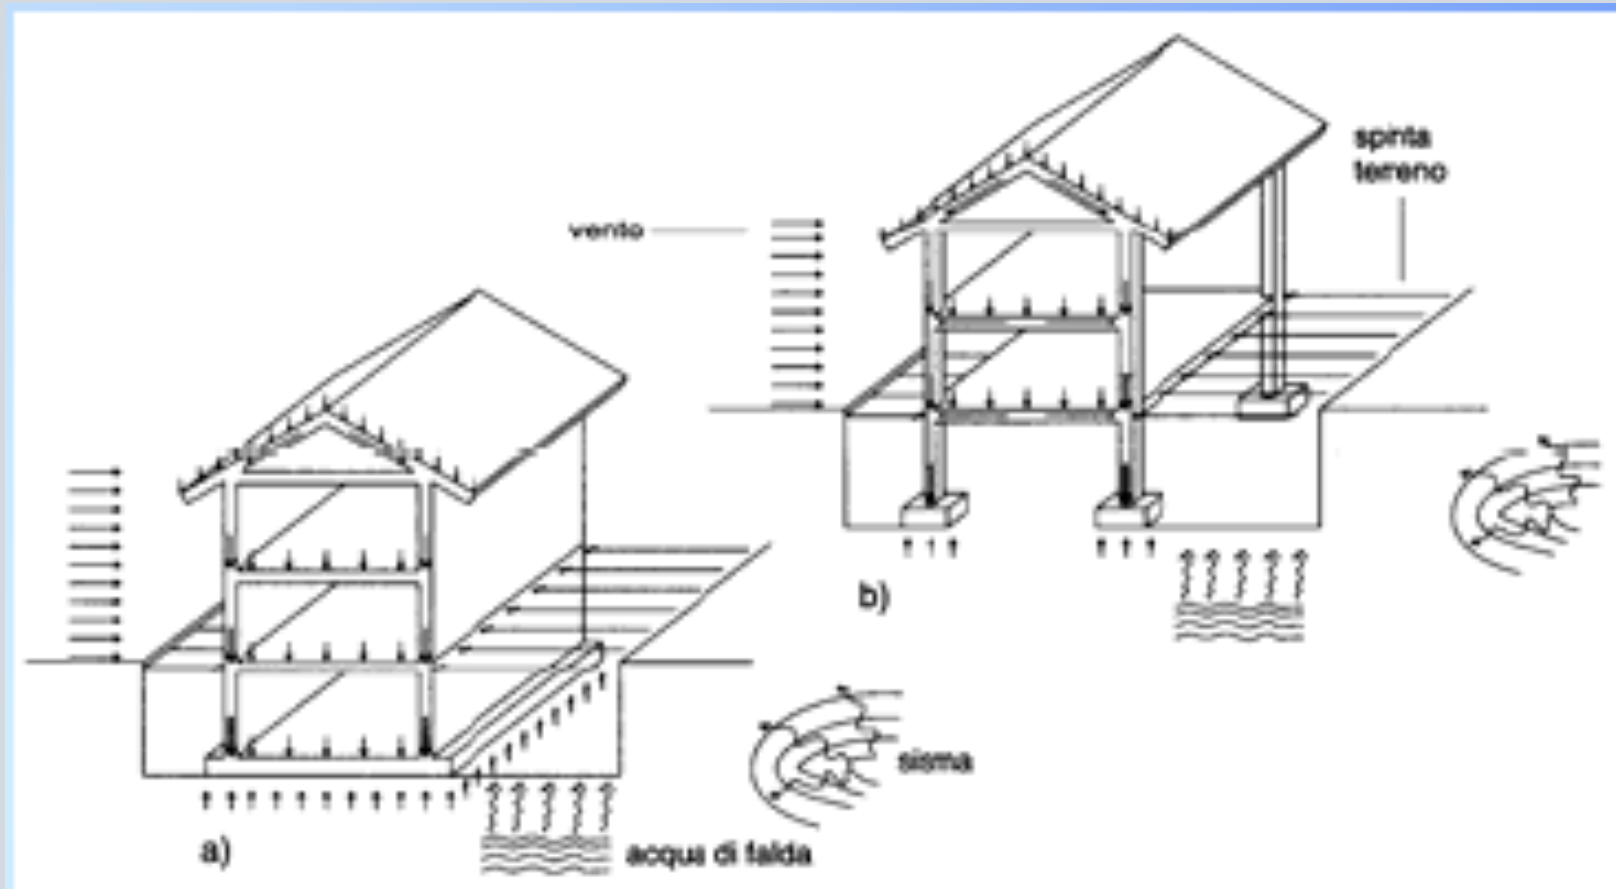 vento
spinta
terreno
b)
sisma
a)
acqua di falda